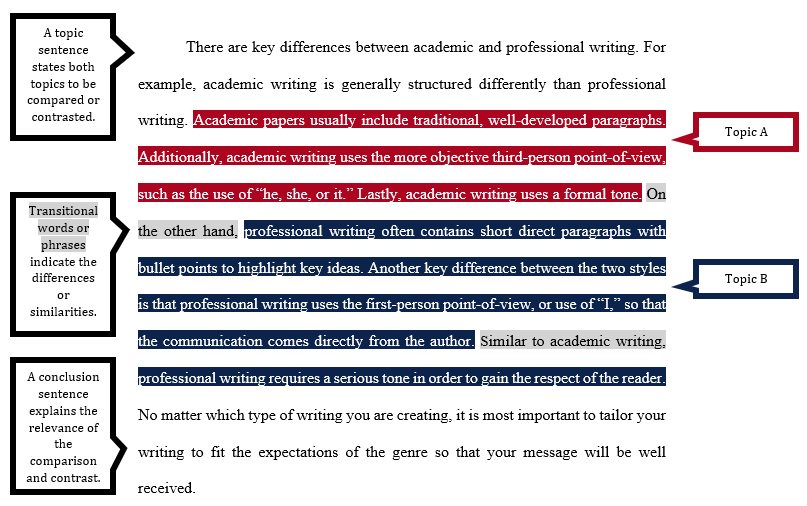 A topic
sentence
states both
topics to be
compared or
contrasted.
There are key differences between academic and professional writing. For
example, academic writing is generally structured differently than professional
writing. Academic papers usually include traditional, well-developed paragraphs.
Additionally, academic writing uses the more objective third-person point-of-view,
such as the use of “he, she, or it.” Lastly, academic writing uses a formal tone. On
the other hand, professional writing often contains short direct paragraphs with
bullet points to highlight key ideas. Another key difference between the two styles
is that professional writing uses the first-person point-of-view, or use of “I,” so that
the communication comes directly from the author. Similar to academic writing,
professional writing requires a serious tone in order to gain the respect of the reader.
No matter which type of writing you are creating, it is most important to tailor your
writing to fit the expectations of the genre so that your message will be well
received.
Topic A
Transitional
words or
phrases
indicate the
differences
or
similarities.
Topic B
A conclusion
sentence
explains the
relevance of
the
comparison
and contrast.